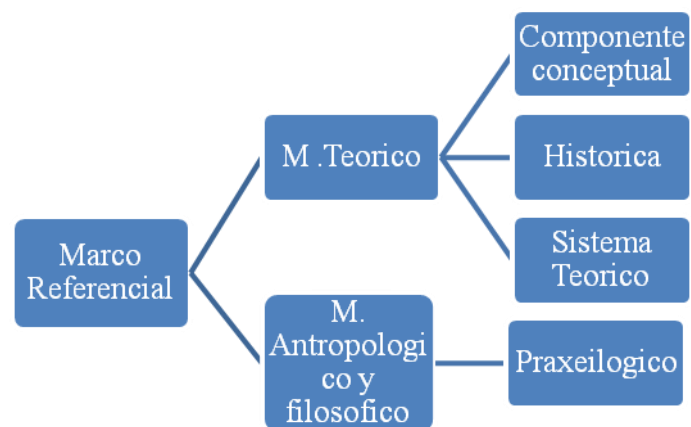 Marco
Referencial
M .Teorico
Componente
conceptual
Historica
Sistema
Teorico
M.
Antropologi
co y
filosofico
Praxeilogico